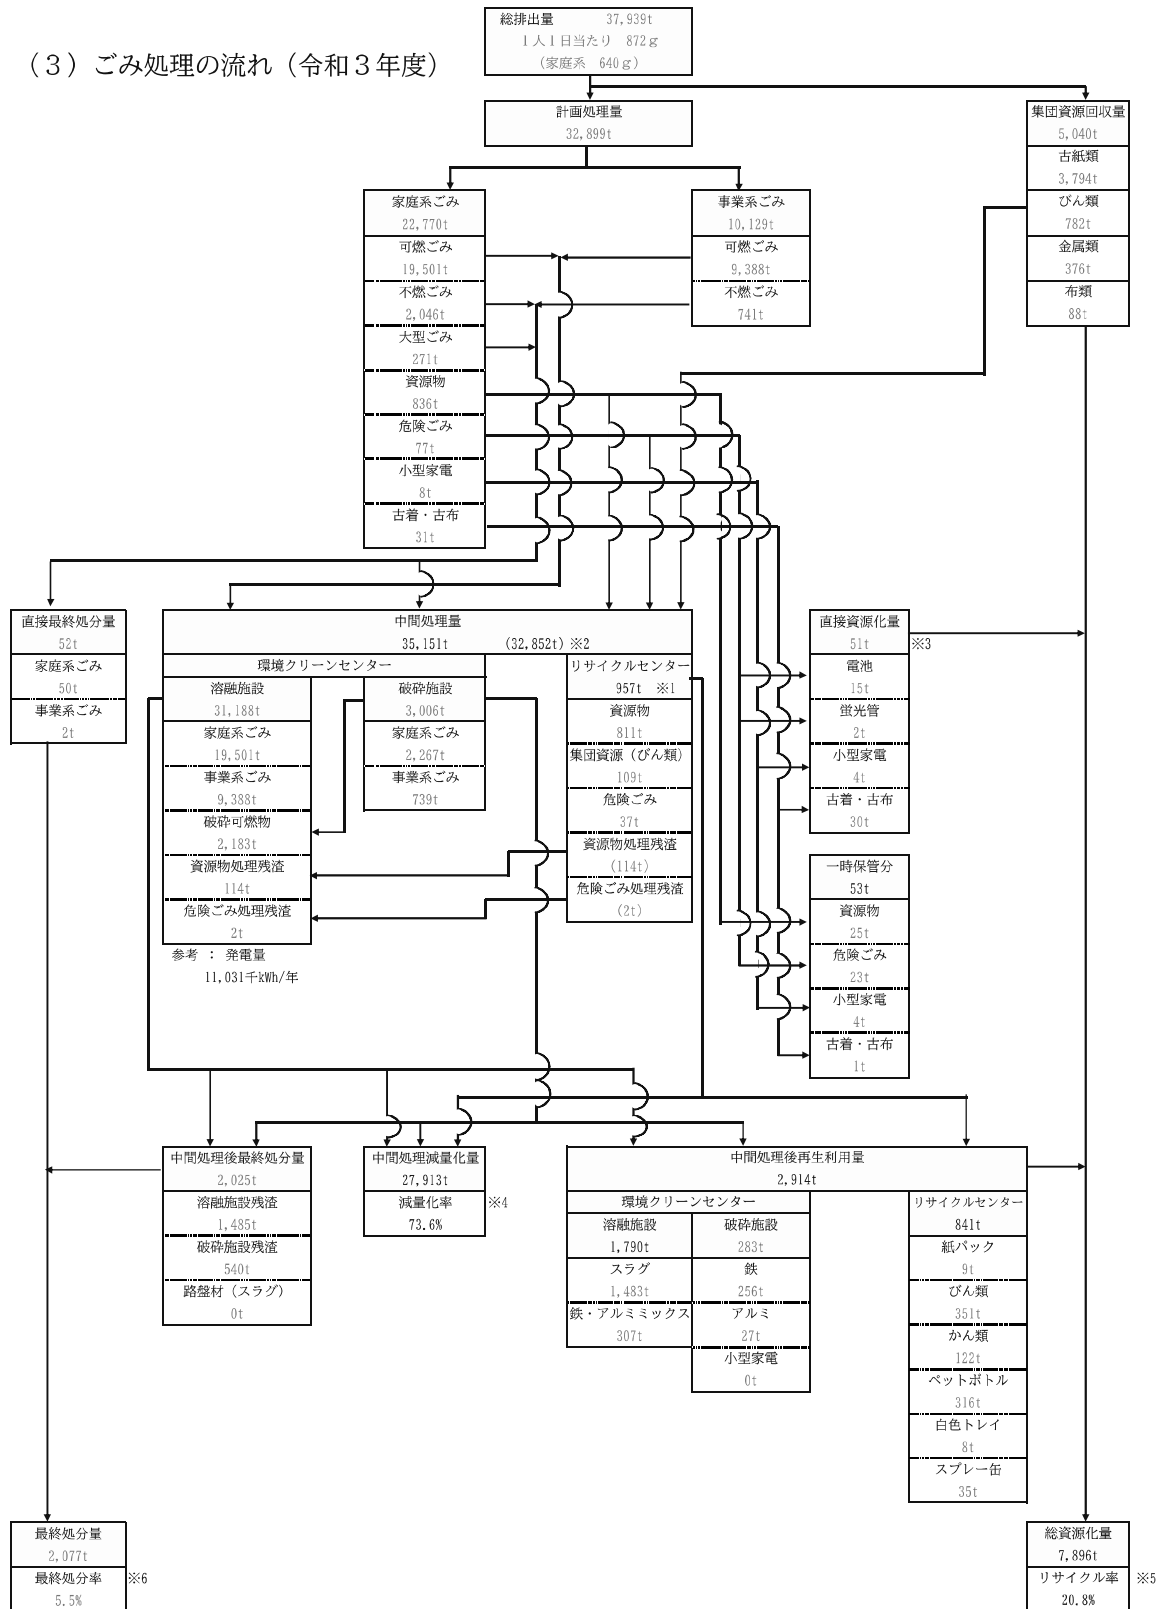 （３）ごみ処理の流れ（令和３年度）
総排出量 37,939t
１人１日当たり 872ｇ
（家庭系 640ｇ）
計画処理量
32,899t
集団資源回収量
5,040t
古紙類
3,794t
びん類
782t
金属類
376t
布類
88t
家庭系ごみ
22,770t
可燃ごみ
19,501t
不燃ごみ
2,046t
大型ごみ
271t
資源物
836t
危険ごみ
77t
小型家電
8t
古着・古布
31t
事業系ごみ
10,129t
可燃ごみ
9,388t
不燃ごみ
741t
直接最終処分量
52t
家庭系ごみ
50t
事業系ごみ
2t
中間処理量
35,151t (32,852t) ※2
環境クリーンセンター
溶融施設
31,188t
家庭系ごみ
19,501t
事業系ごみ
9,388t
破砕可燃物
2,183t
資源物処理残渣
114t
危険ごみ処理残渣
2t
参考 ： 発電量
11,031千kWh/年
破砕施設
3,006t
家庭系ごみ
2,267t
事業系ごみ
739t
リサイクルセンター
957t ※1
資源物
811t
集団資源（びん類）
109t
危険ごみ
37t
資源物処理残渣
(114t)
危険ごみ処理残渣
(2t)
直接資源化量
51t
※3
電池
15t
蛍光管
2t
小型家電
4t
古着・古布
30t
一時保管分
53t
資源物
25t
危険ごみ
23t
小型家電
4t
古着・古布
1t
中間処理後最終処分量
2,025t
溶融施設残渣
1,485t
破砕施設残渣
540t
路盤材（スラグ）
0t
中間処理減量化量
27,913t
減量化率 ※4
73.6%
中間処理後再生利用量
2,914t
環境クリーンセンター
溶融施設
1,790t
スラグ
1,483t
鉄・アルミミックス
307t
破砕施設
283t
鉄
256t
アルミ
27t
小型家電
0t
リサイクルセンター
841t
紙パック
9t
びん類
351t
かん類
122t
ペットボトル
316t
白色トレイ
8t
スプレー缶
35t
最終処分量
2,077t
最終処分率 ※6
5.5%
総資源化量
7,896t
リサイクル率 ※5
20.8%